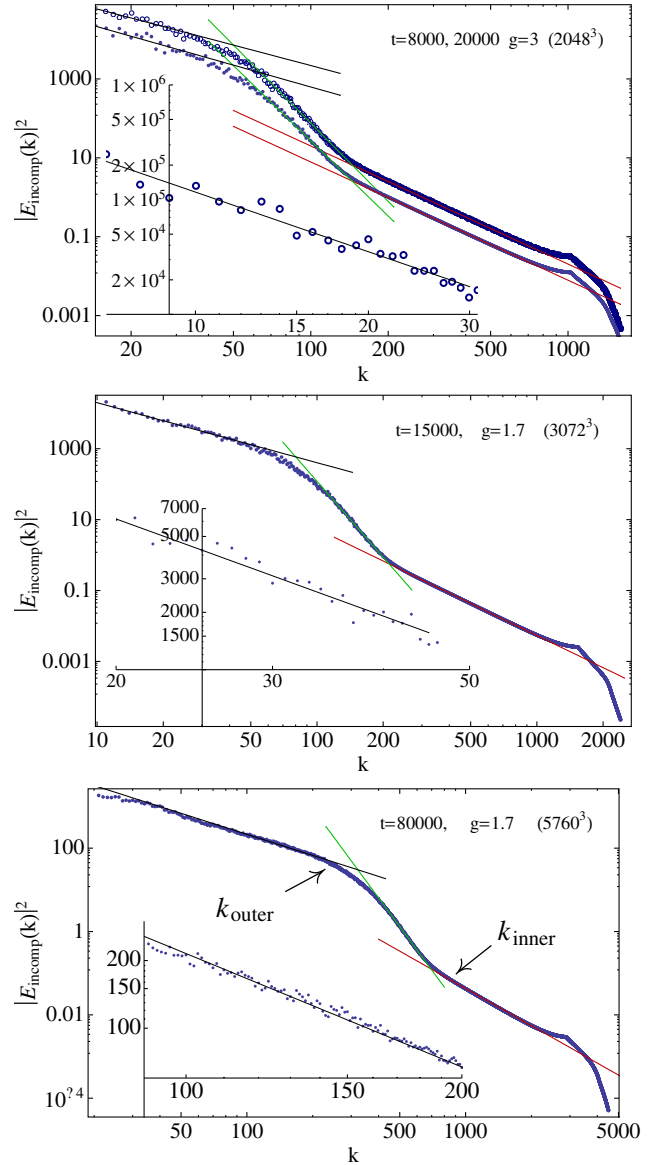 t=8000, 20000 g=3 (2048³)
|E_incomp(k)|²
1000
10
0.1
0.001
1 × 10⁶
5 × 10⁵
2 × 10⁵
1 × 10⁵
5 × 10⁴
2 × 10⁴
10 15 20 30
20 50 100 200 500 1000
k
t=15000, g=1.7 (3072³)
|E_incomp(k)|²
1000
10
0.1
0.001
7000
5000
3000
2000
1500
20 30 50
10 20 50 100 200 500 1000 2000
k
t=80000, g=1.7 (5760³)
|E_incomp(k)|²
100
1
0.01
10^?4
k_outer
k_inner
200
150
100
100 150 200
50 100 500 1000 5000
k